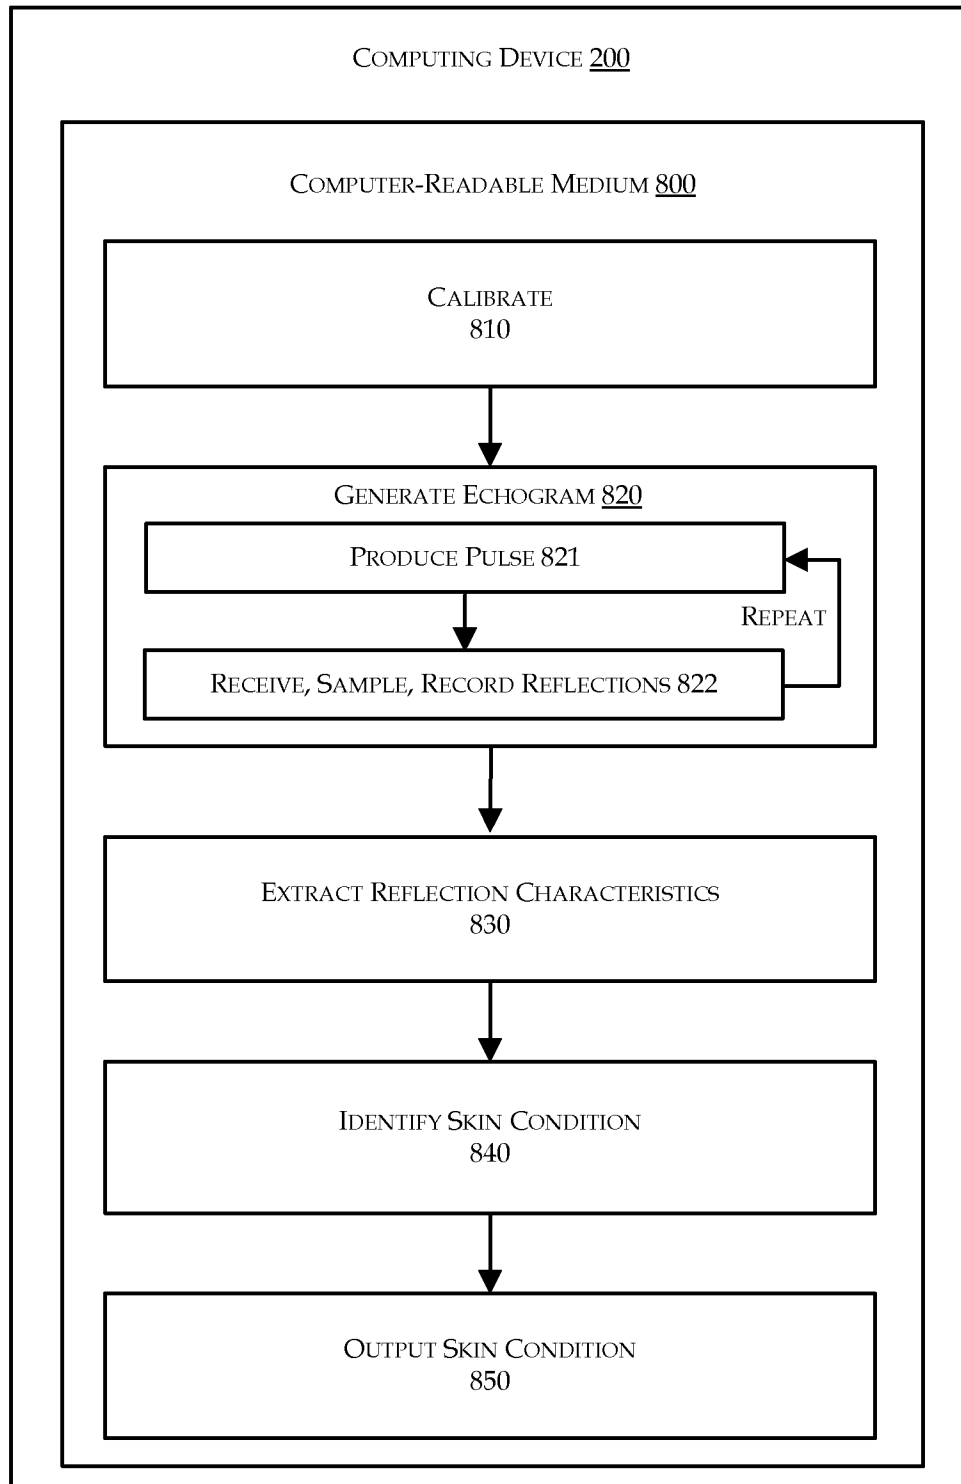 COMPUTING DEVICE 200
COMPUTER-READABLE MEDIUM 800
CALIBRATE
810
GENERATE ECHOGRAM 820
PRODUCE PULSE 821
REPEAT
RECEIVE, SAMPLE, RECORD REFLECTIONS 822
EXTRACT REFLECTION CHARACTERISTICS
830
IDENTIFY SKIN CONDITION
840
OUTPUT SKIN CONDITION
850